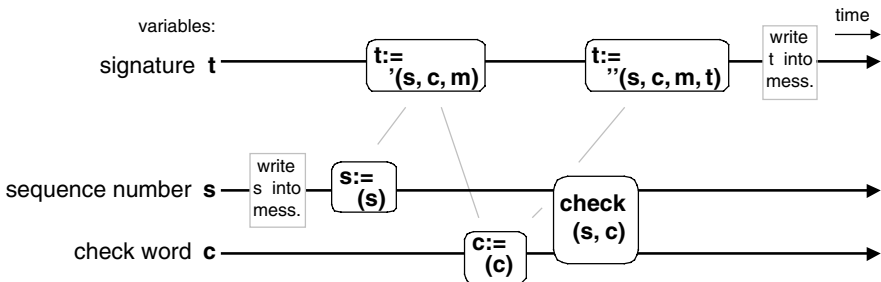 variables:
time
signature t
t:=
'(s, c, m)
t:=
''(s, c, m, t)
write
t into
mess.
sequence number s
write
s into
mess.
s:=
(s)
check
(s, c)
check word c
c:=
(c)